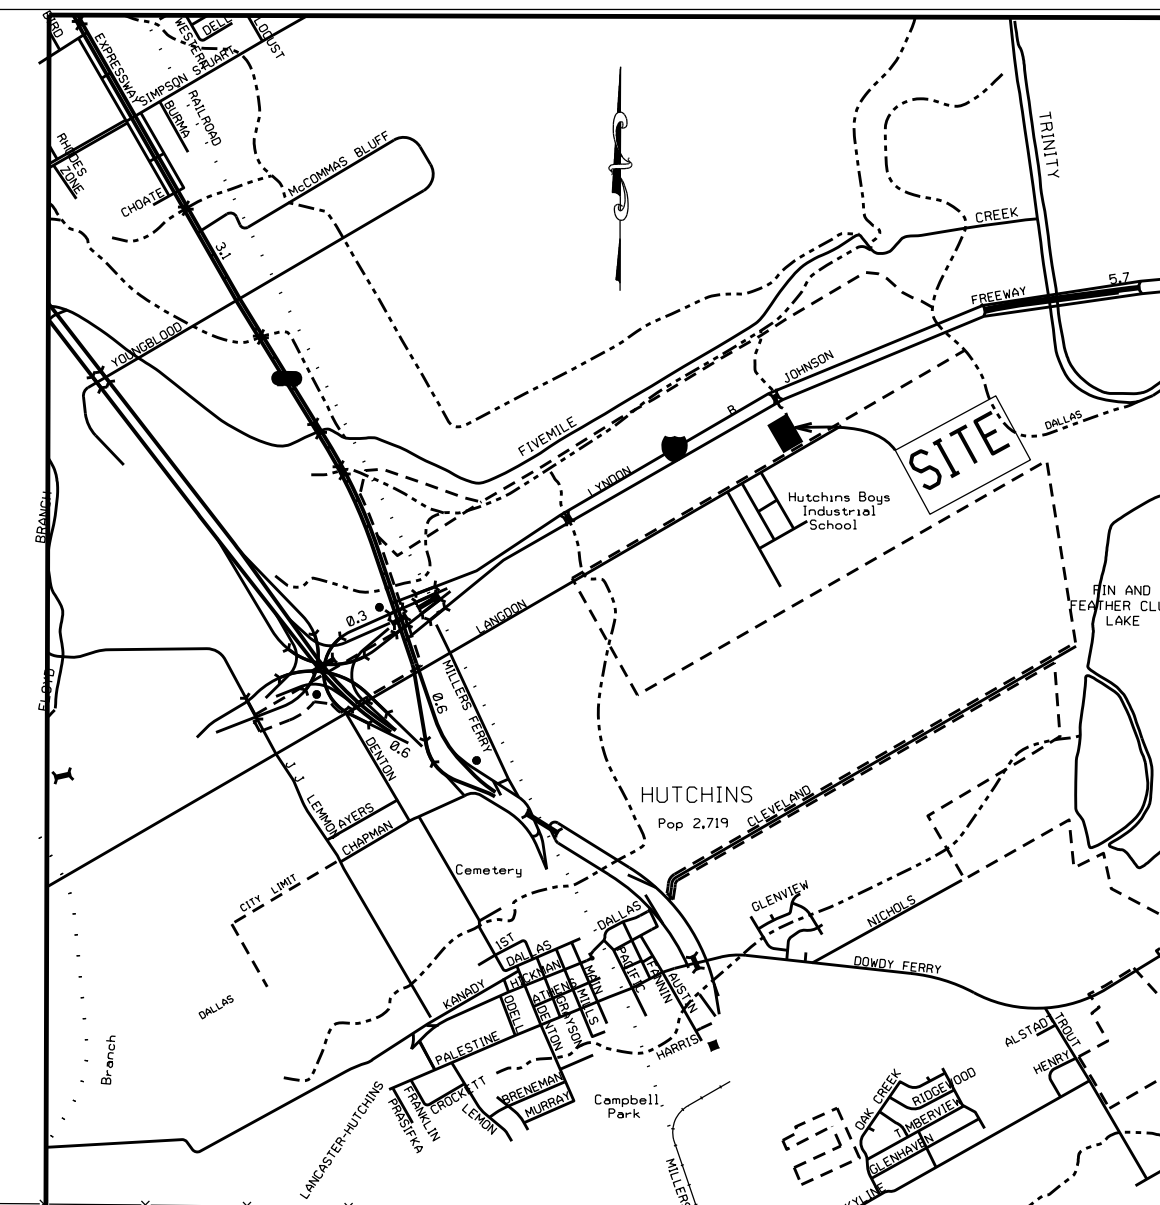 BYRD
EXPRESSWAY
WESTERN
DELL
LOCUST
SIMPSON STUART
BURMA
RAILROAD
RHOADES
ZONE
CHOATE
McCOMMAS BLUFF
3.1
TRINITY
CREEK
FREEWAY
5.7
YOUNGBLOOD
JOHNSON
B.
FIVEMILE
LYNDON
SITE
DALLAS
Hutchins Boys
Industrial
School
BRANCH
FLOYD
0.3
LANGDON
MILLERS FERRY
0.6
0.6
FIN AND
FEATHER CLU
LAKE
DENTON
J J
LEMMON
AYERS
CHAPMAN
HUTCHINS
Pop 2,719
CLEVELAND
Cemetery
CITY LIMIT
GLENVIEW
NICHOLS
DOWDY FERRY
DALLAS
1ST
DALLAS
HICKMAN
ATHENS
KANADY
ODELL
DENTON
GRAYSON
MILLS
MAIN
PACIFIC
FANNIN
AUSTIN
PALESTINE
HARRIS
DALLAS
Branch
LANCASTER-HUTCHINS
FRANKLIN
PRASIFKA
CROCKETT
LEMON
BRENEMAN
MURRAY
Campbell
Park
MILLERS
ALSTAD
TROUT
HENRY
OAK CREEK
RIDGEWOOD
TIMBERVIEW
GLENHAVEN
KYLINE